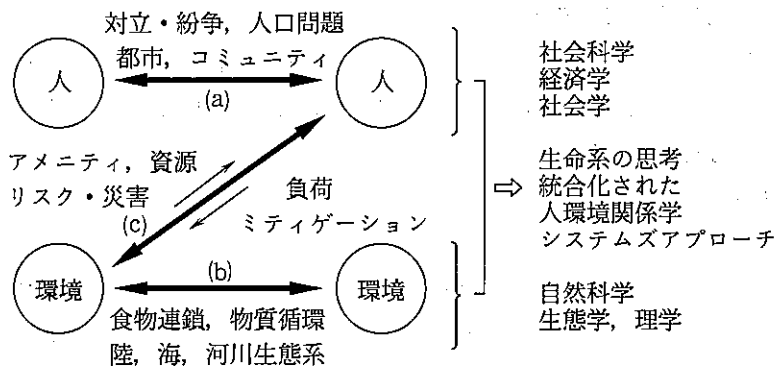 対立・紛争，人口問題
都市，コミュニティ
人
人
(a)
社会科学
経済学
社会学
アメニティ，資源
リスク・災害
(c)
負荷
ミティゲーション
生命系の思考
統合化された
人環境関係学
システムズアプローチ
環境
(b)
環境
食物連鎖，物質循環
陸，海，河川生態系
自然科学
生態学，理学